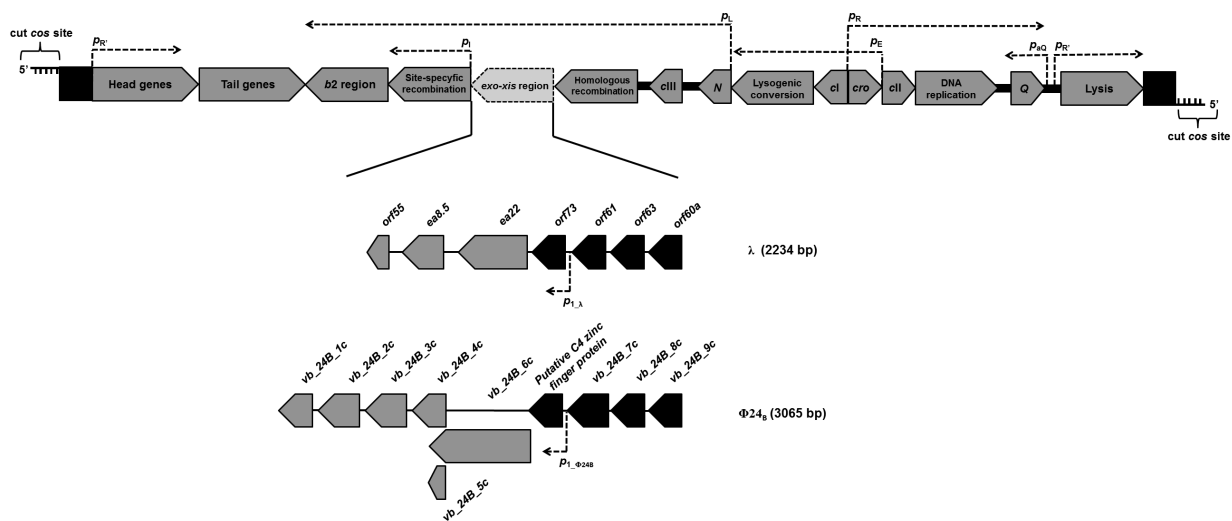 cut cos site
5'
pR'
pL
pI
pR
pE
paQ
pR'
Head genes
Tail genes
b2 region
Site-specyfic
recombination
exo-xis region
Homologous
recombination
cIII
N
Lysogenic
conversion
cI
cro
cII
DNA
replication
Q
Lysis
5'
cut cos site
orf55
ea8.5
ea22
orf73
orf61
orf63
orf60a
λ (2234 bp)
p1_λ
vb_24B_1c
vb_24B_2c
vb_24B_3c
vb_24B_4c
vb_24B_6c
Putative C4 zinc
finger protein
vb_24B_7c
vb_24B_8c
vb_24B_9c
Φ24B (3065 bp)
p1_Φ24B
vb_24B_5c